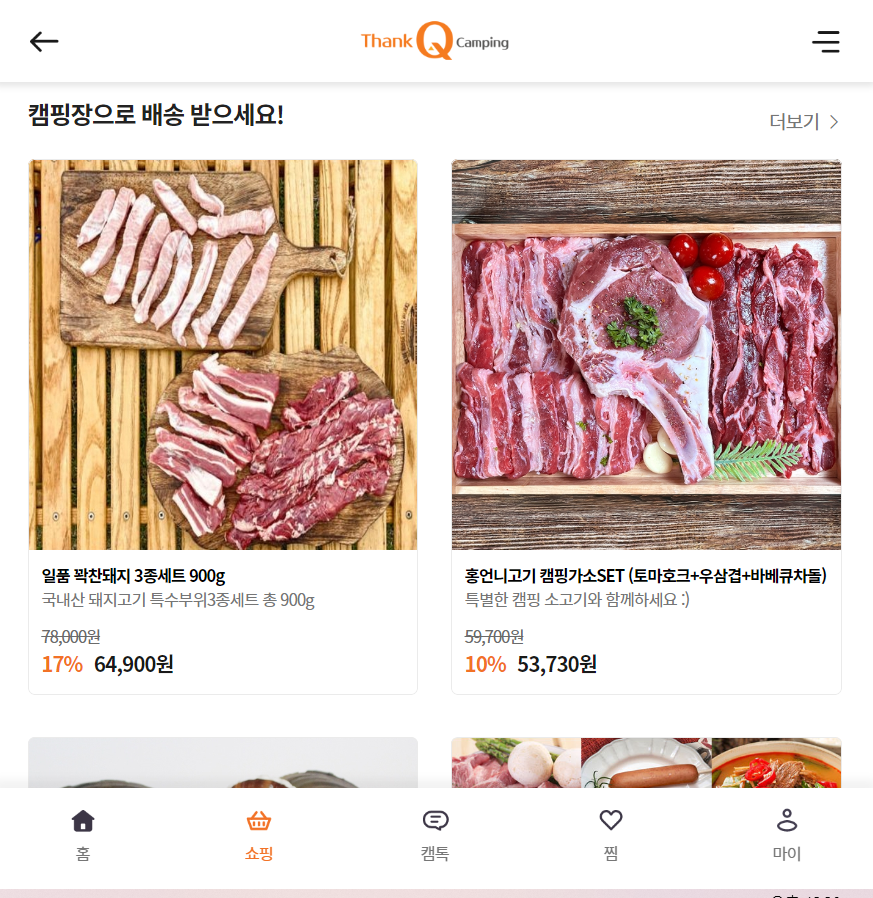 Thank Q Camping
캠핑장으로 배송 받으세요!
더보기
일품 꽉찬돼지 3종세트 900g
국내산 돼지고기 특수부위3종세트 총 900g
78,000원
17% 64,900원
홍언니고기 캠핑가소SET (토마호크+우삼겹+바베큐차돌)
특별한 캠핑 소고기와 함께하세요 :)
59,700원
10% 53,730원
홈
쇼핑
캠톡
찜
마이